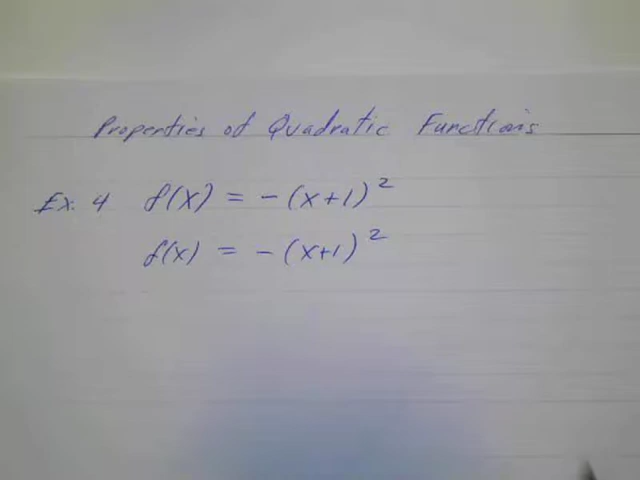 Properties of Quadratic Functions
Ex. 4 f(x) = -(x+1)²
f(x) = -(x+1)²